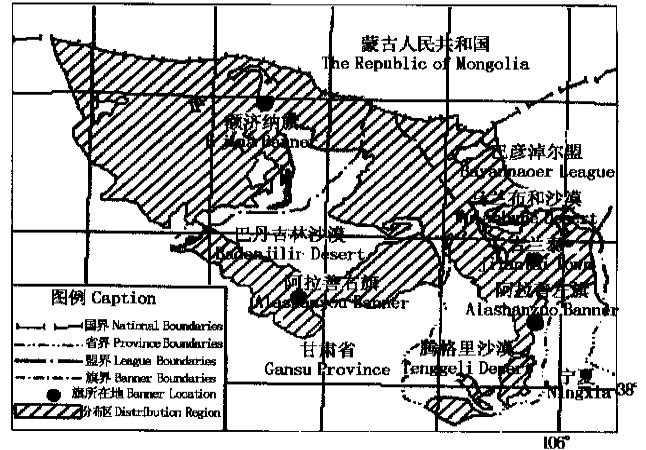 蒙古人民共和国
The Republic of Mongolia
额济纳旗
Banner
巴彦淖尔盟
Bayannaoer League
乌兰布和沙漠
Desert
巴丹吉林沙漠
Badanjilir Desert
吉兰泰
Town
阿拉善右旗
Alashanyou Banner
阿拉善左旗
Alashanzuo Banner
图例 Caption
国界 National Boundaries
省界 Province Boundaries
盟界 League Boundaries
旗界 Banner Boundaries
旗所在地 Banner Location
分布区 Distribution Region
甘肃省
Gansu Province
腾格里沙漠
Tenggeli Desert
宁夏
Ningxia
38°
106°